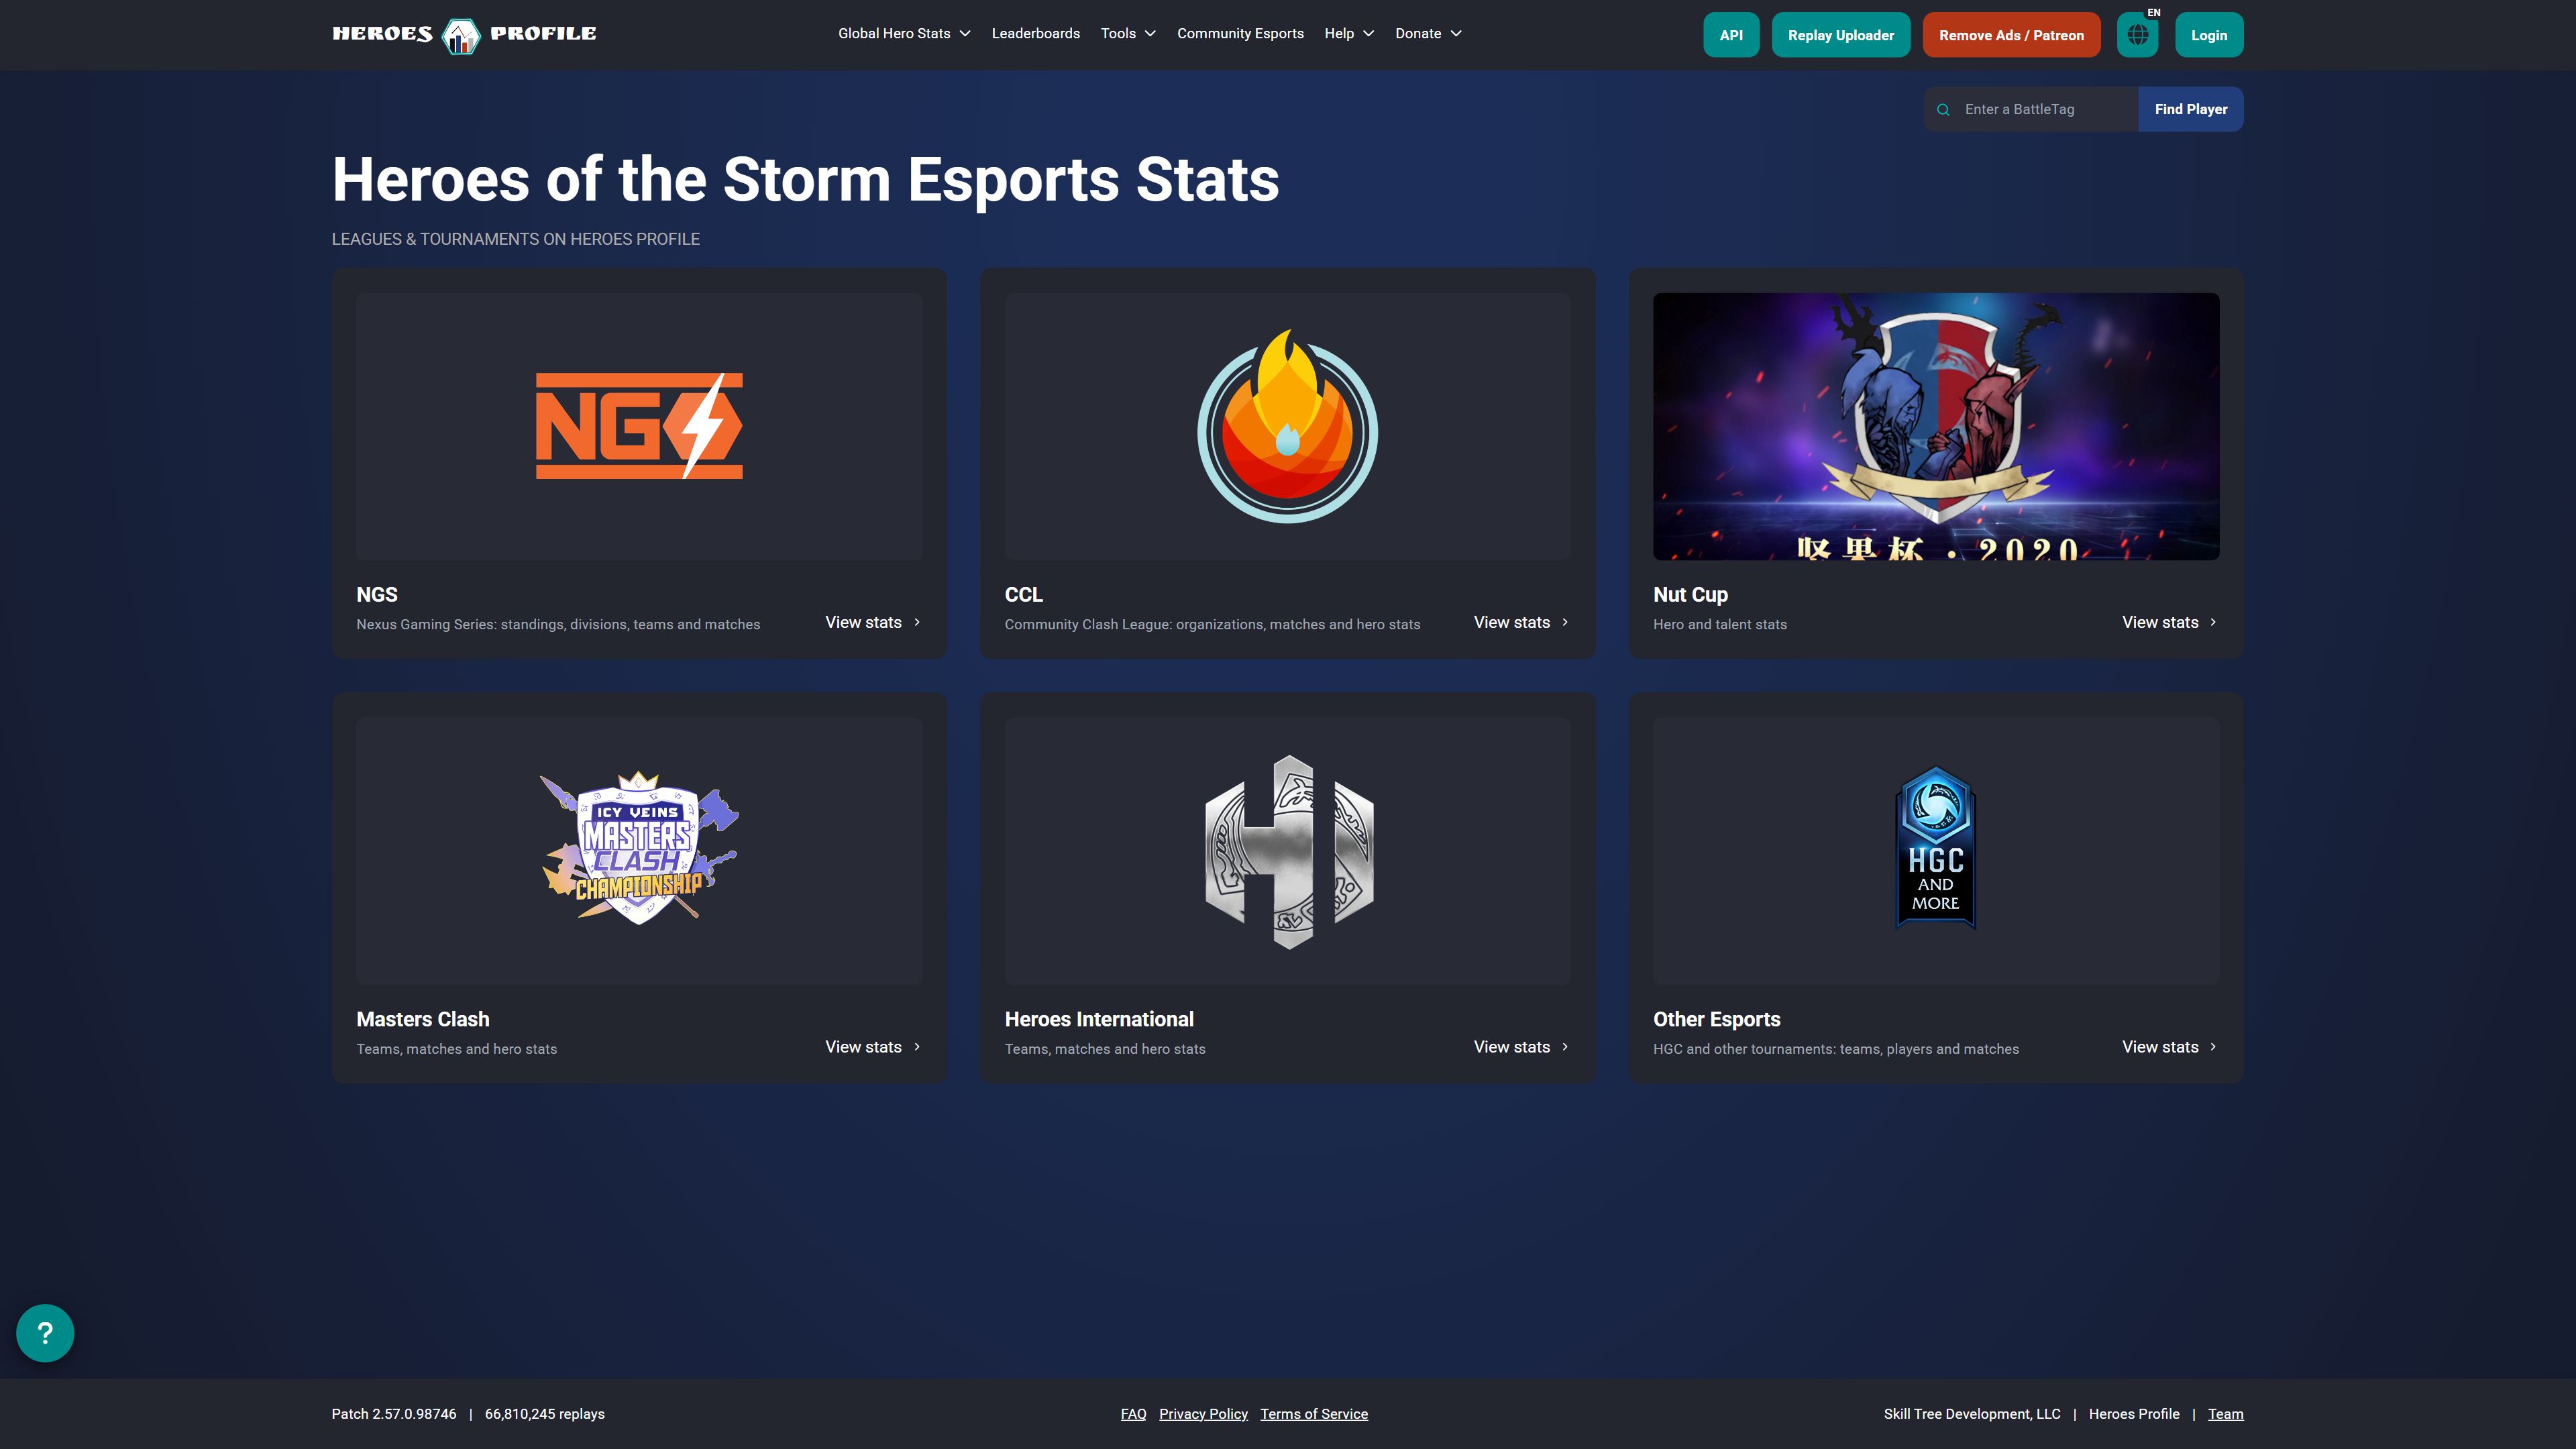 HEROES PROFILE
Global Hero Stats
Leaderboards
Tools
Community Esports
Help
Donate
API
Replay Uploader
Remove Ads / Patreon
EN
Login
Enter a BattleTag
Find Player
Heroes of the Storm Esports Stats
LEAGUES & TOURNAMENTS ON HEROES PROFILE
NGS
坚果杯·2020
NGS
Nexus Gaming Series: standings, divisions, teams and matches
View stats
CCL
Community Clash League: organizations, matches and hero stats
View stats
Nut Cup
Hero and talent stats
View stats
ICY VEINS
MASTERS
CLASH
CHAMPIONSHIP
HI
HGC
AND
MORE
Masters Clash
Teams, matches and hero stats
View stats
Heroes International
Teams, matches and hero stats
View stats
Other Esports
HGC and other tournaments: teams, players and matches
View stats
?
Patch 2.57.0.98746 | 66,810,245 replays
FAQ Privacy Policy Terms of Service
Skill Tree Development, LLC | Heroes Profile | Team